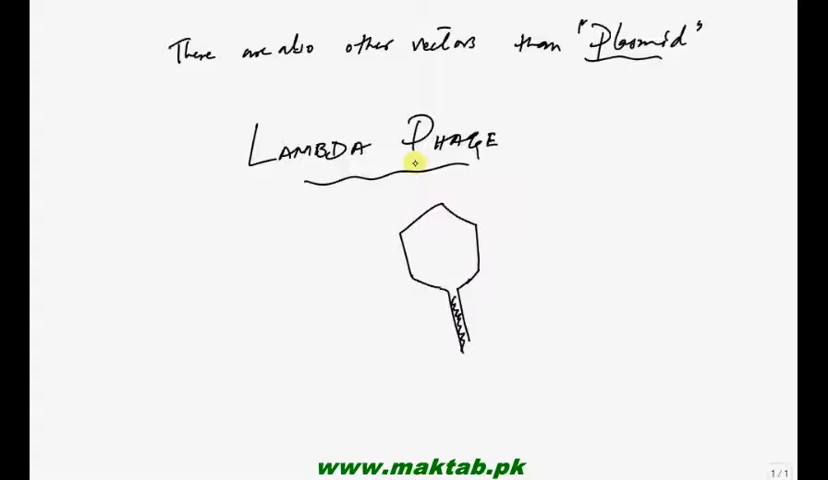 There are also other vectors than "Plasmid"
LAMBDA PHAGE
www.maktab.pk
1/1